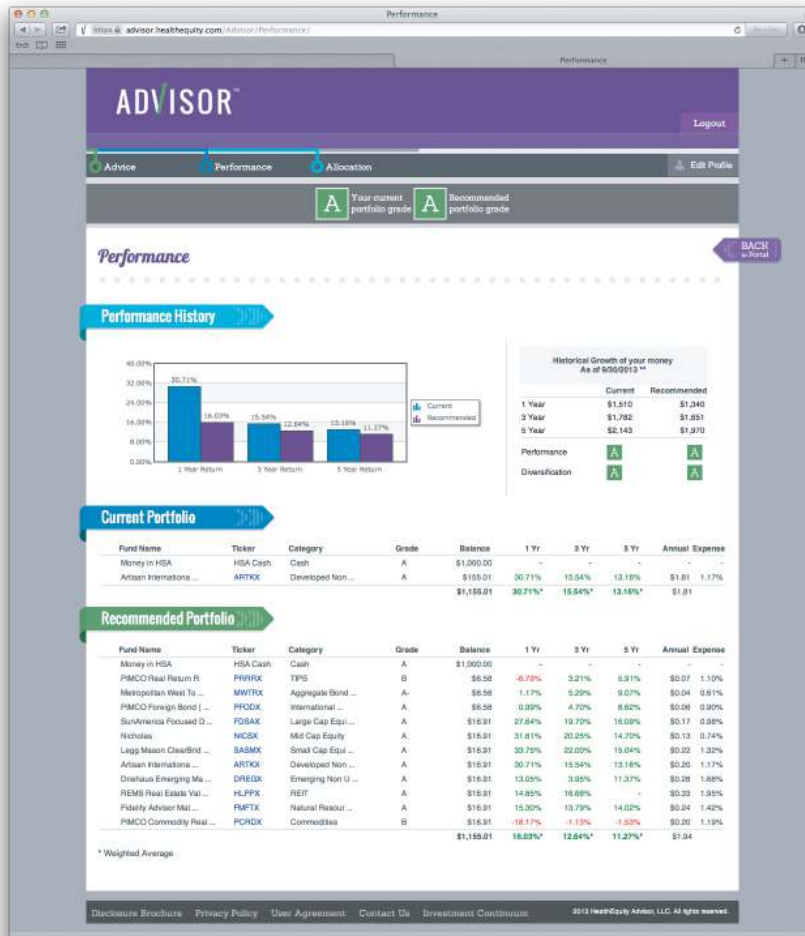 Performance
advisor.healthequity.com/Advisor/Performance/
Reader
Performance
ADVISOR™
Logout
Advice Performance Allocation Edit Profile
A Your current portfolio grade A Recommended portfolio grade
Performance
BACK to Portal
Performance History
40.00%
32.00%
24.00%
16.00%
8.00%
0.00%
30.71% 16.03% 15.54% 12.64% 13.16% 11.27%
1 Year Return 3 Year Return 5 Year Return
Current
Recommended
Historical Growth of your money
As of 9/30/2013 **
Current Recommended
1 Year $1,510 $1,340
3 Year $1,782 $1,651
5 Year $2,143 $1,970
Performance A A
Diversification A A
Current Portfolio
Fund Name Ticker Category Grade Balance 1 Yr 3 Yr 5 Yr Annual Expense
Money in HSA HSA Cash Cash A $1,000.00 - - - - -
Artisan Internationa ... ARTKX Developed Non ... A $155.01 30.71% 15.54% 13.16% $1.81 1.17%
$1,155.01 30.71%* 15.54%* 13.16%* $1.81
Recommended Portfolio
Fund Name Ticker Category Grade Balance 1 Yr 3 Yr 5 Yr Annual Expense
Money in HSA HSA Cash Cash A $1,000.00 - - - - -
PIMCO Real Return R PRRRX TIPS B $6.58 3.21% 5.91% $0.07 1.10%
Metropolitan West To ... MWTRX Aggregate Bond ... A- $6.58 1.17% 5.29% 9.07% $0.04 0.61%
PIMCO Foreign Bond ( ... PFODX International ... A $6.58 0.99% 4.70% 8.62% $0.06 0.90%
SunAmerica Focused D ... FDSAX Large Cap Equi ... A $16.91 27.64% 19.70% 16.09% $0.17 0.98%
Nicholas NICSX Mid Cap Equity A $16.91 31.61% 20.25% 14.70% $0.13 0.74%
Legg Mason ClearBrid ... SASMX Small Cap Equi ... A $16.91 33.75% 22.00% 15.04% $0.22 1.32%
Artisan Internationa ... ARTKX Developed Non ... A $16.91 30.71% 15.54% 13.16% $0.20 1.17%
Driehaus Emerging Ma ... DREGX Emerging Non U ... A $16.91 13.05% 3.95% 11.37% $0.28 1.68%
REMS Real Estate Val ... HLPPX REIT A $16.91 14.85% 16.68% - $0.33 1.95%
Fidelity Advisor Mat ... FMFTX Natural Resour ... A $16.91 15.30% 13.79% 14.02% $0.24 1.42%
PIMCO Commodity Real ... PCRDX Commodities B $16.91 -18.17% -1.13% -1.53% $0.20 1.19%
$1,155.01 16.03%* 12.64%* 11.27%* $1.94
* Weighted Average
Disclosure Brochure Privacy Policy User Agreement Contact Us Investment Continuum 2013 HealthEquity Advisor, LLC. All rights reserved.